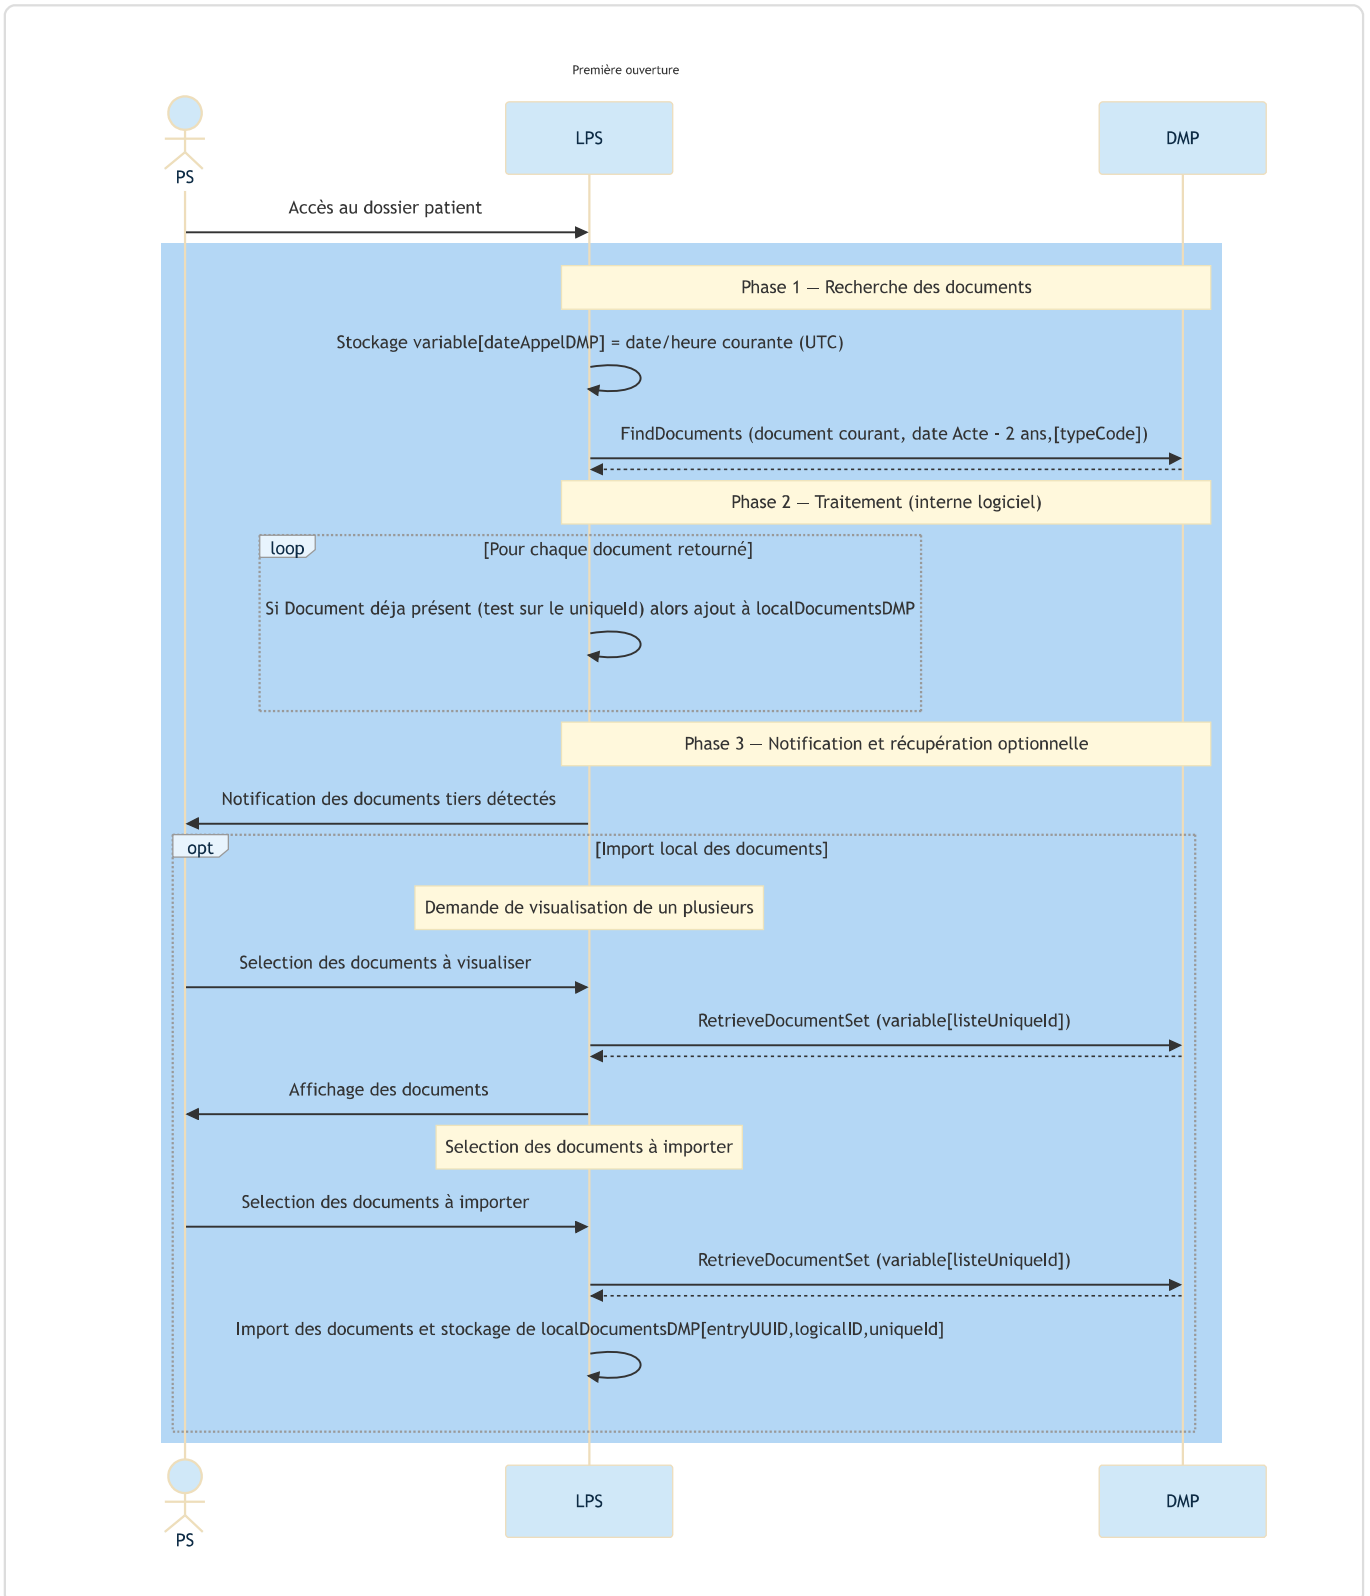 Première ouverture
PS
LPS
DMP
Accès au dossier patient
Phase 1 — Recherche des documents
Stockage variable[dateAppelDMP] = date/heure courante (UTC)
FindDocuments (document courant, date Acte - 2 ans,[typeCode])
Phase 2 — Traitement (interne logiciel)
loop
[Pour chaque document retourné]
Si Document déja présent (test sur le uniqueId) alors ajout à localDocumentsDMP
Phase 3 — Notification et récupération optionnelle
Notification des documents tiers détectés
opt
[Import local des documents]
Demande de visualisation de un plusieurs
Selection des documents à visualiser
RetrieveDocumentSet (variable[listeUniqueId])
Affichage des documents
Selection des documents à importer
Selection des documents à importer
RetrieveDocumentSet (variable[listeUniqueId])
Import des documents et stockage de localDocumentsDMP[entryUUID,logicalID,uniqueId]
PS
LPS
DMP